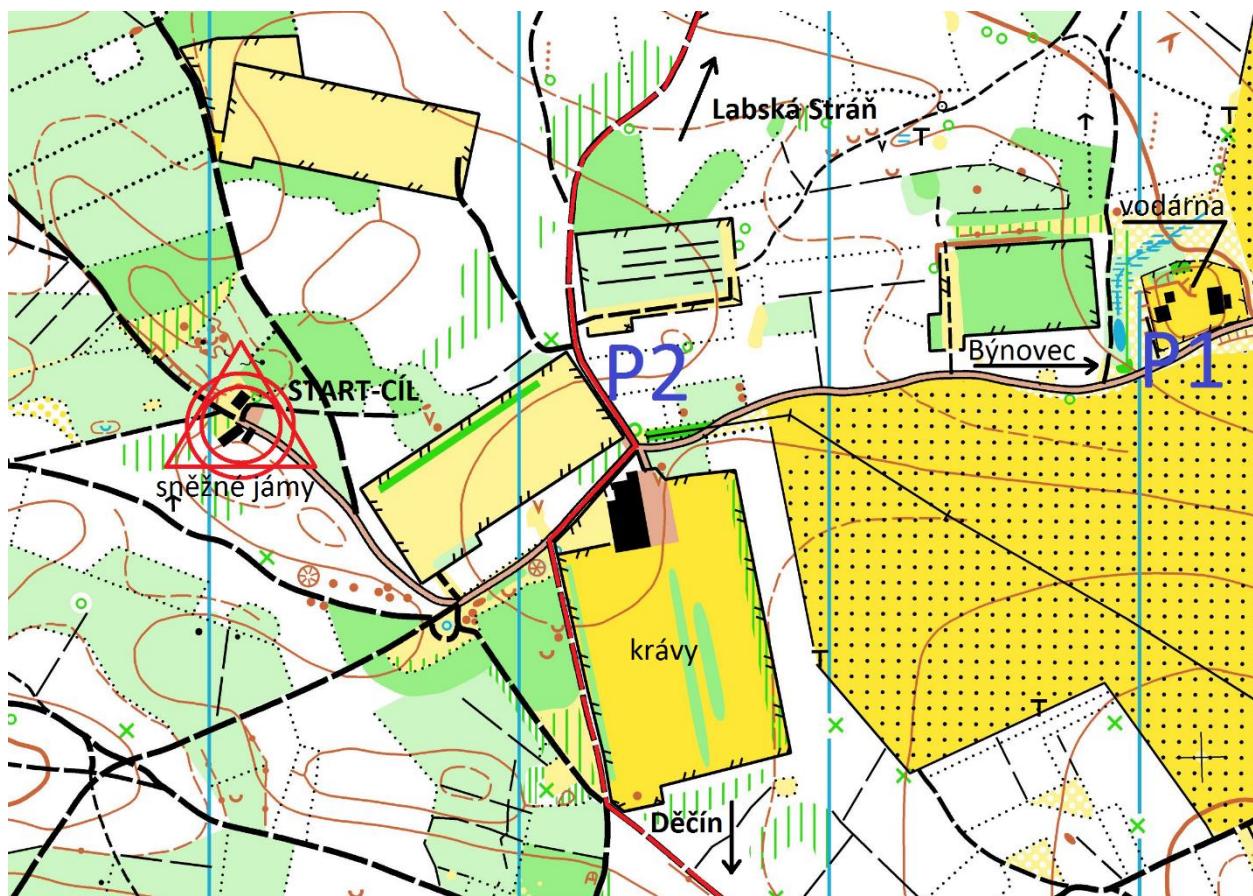 Labská Stráň
vodárna
P2
Býnovec
P1
START-CÍL
sněžné jámy
krávy
Děčín